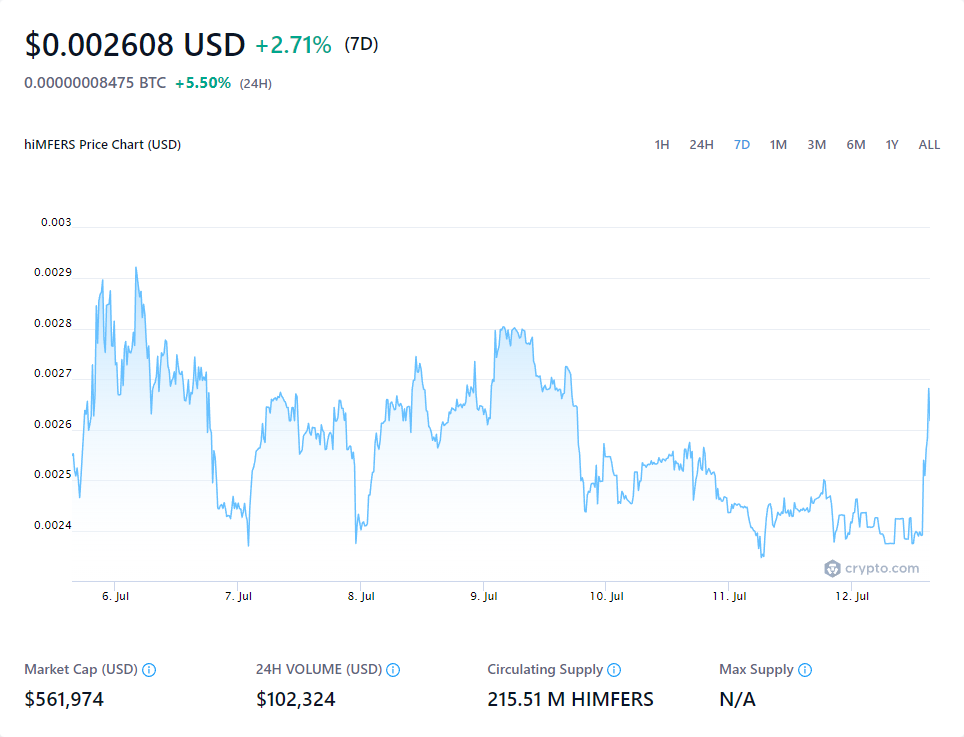 $0.002608 USD +2.71% (7D)
0.00000008475 BTC +5.50% (24H)
hiMFERS Price Chart (USD) 1H 24H 7D 1M 3M 6M 1Y ALL
0.003
0.0029
0.0028
0.0027
0.0026
0.0025
0.0024
crypto.com
6. Jul 7. Jul 8. Jul 9. Jul 10. Jul 11. Jul 12. Jul
Market Cap (USD) 24H VOLUME (USD) Circulating Supply Max Supply
$561,974 $102,324 215.51 M HIMFERS N/A